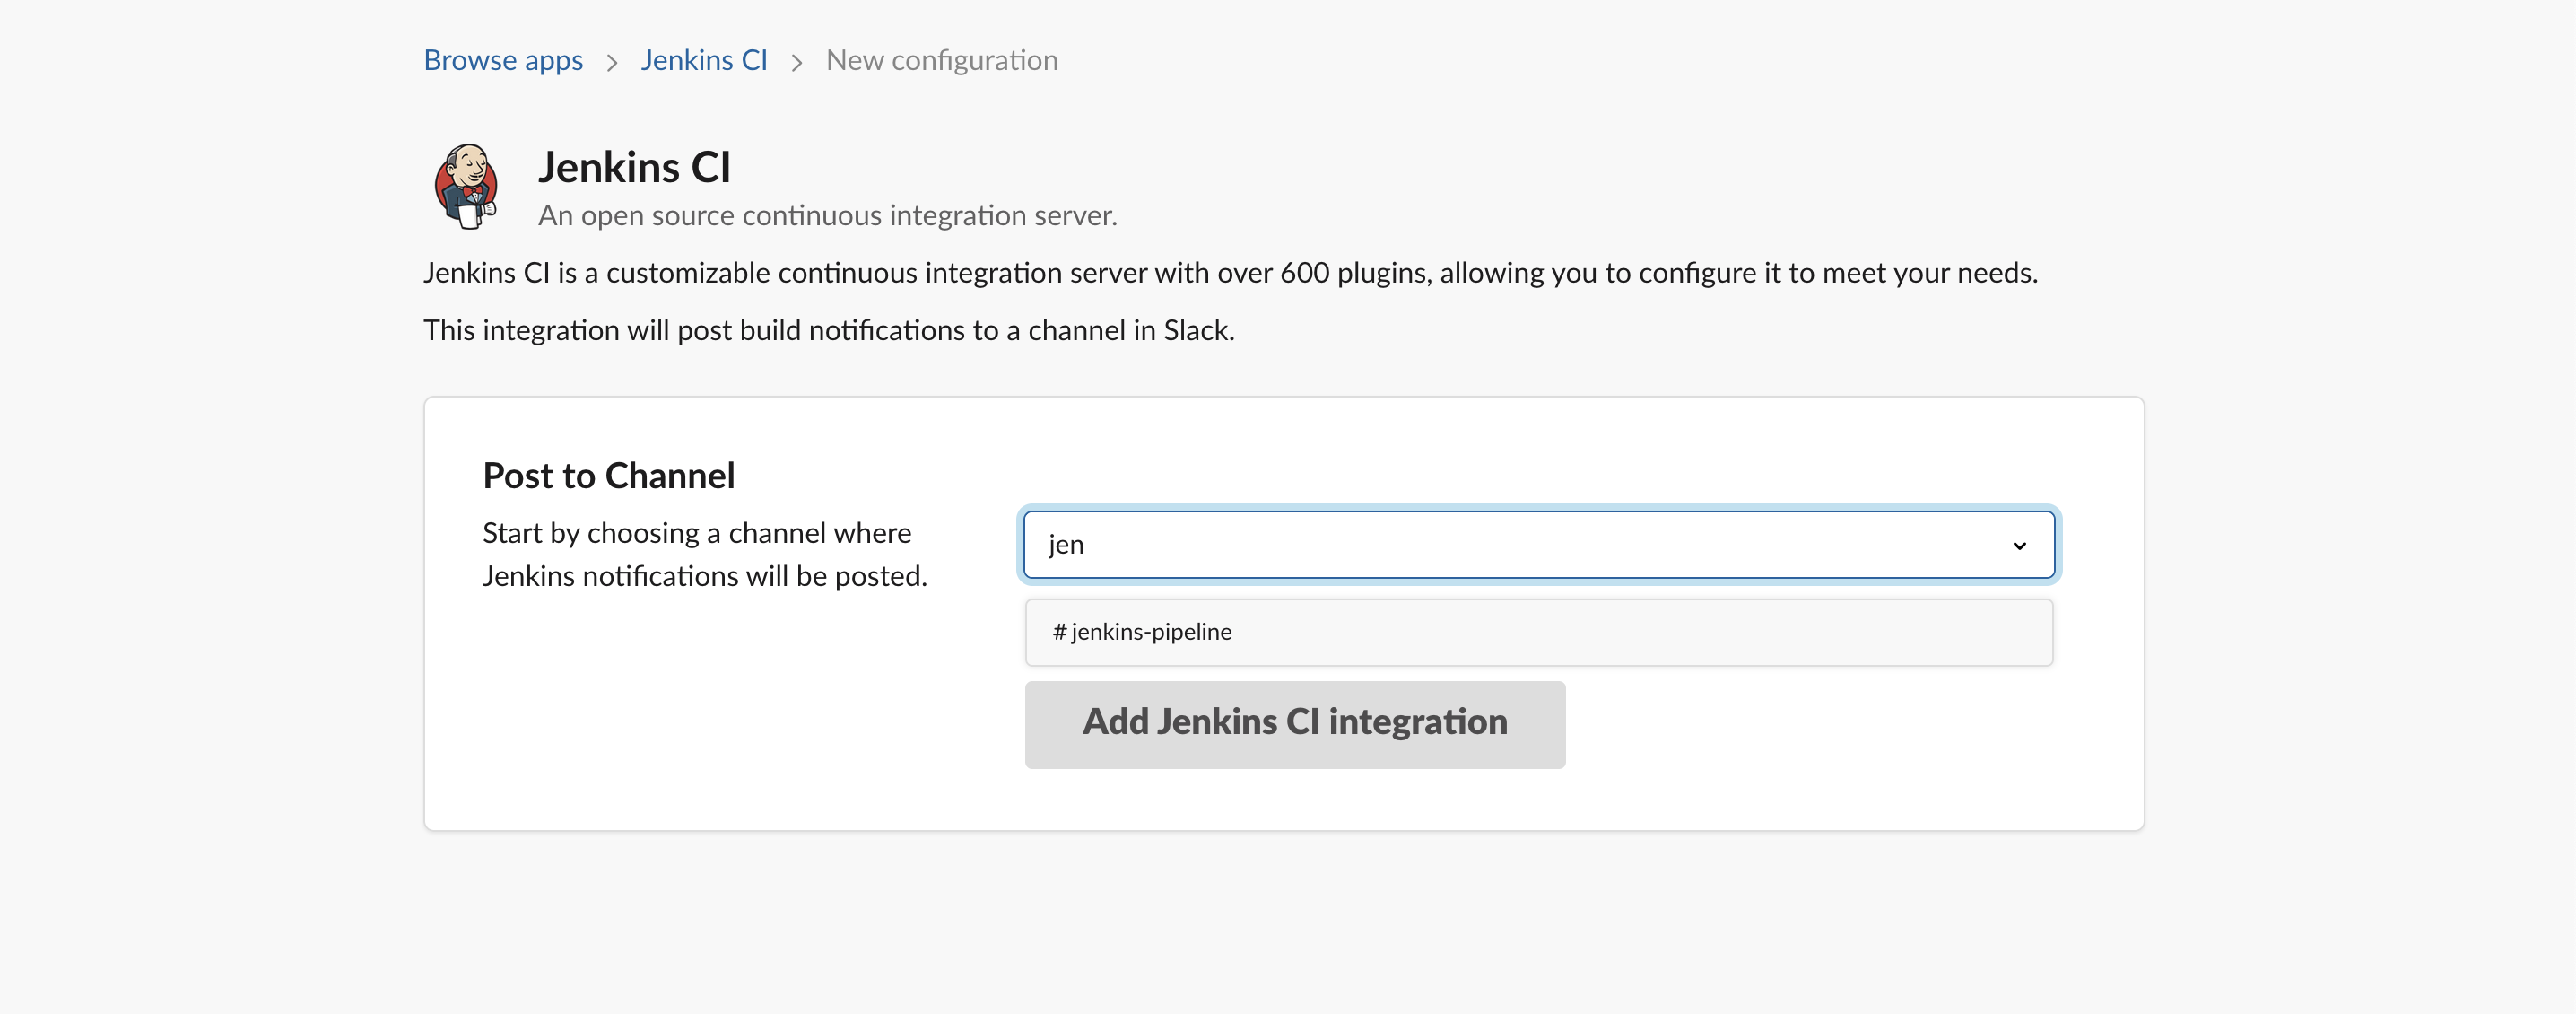 Browse apps > Jenkins CI > New configuration
Jenkins CI
An open source continuous integration server.
Jenkins CI is a customizable continuous integration server with over 600 plugins, allowing you to configure it to meet your needs.
This integration will post build notifications to a channel in Slack.
Post to Channel
Start by choosing a channel where
Jenkins notifications will be posted.
jen
# jenkins-pipeline
Add Jenkins CI integration